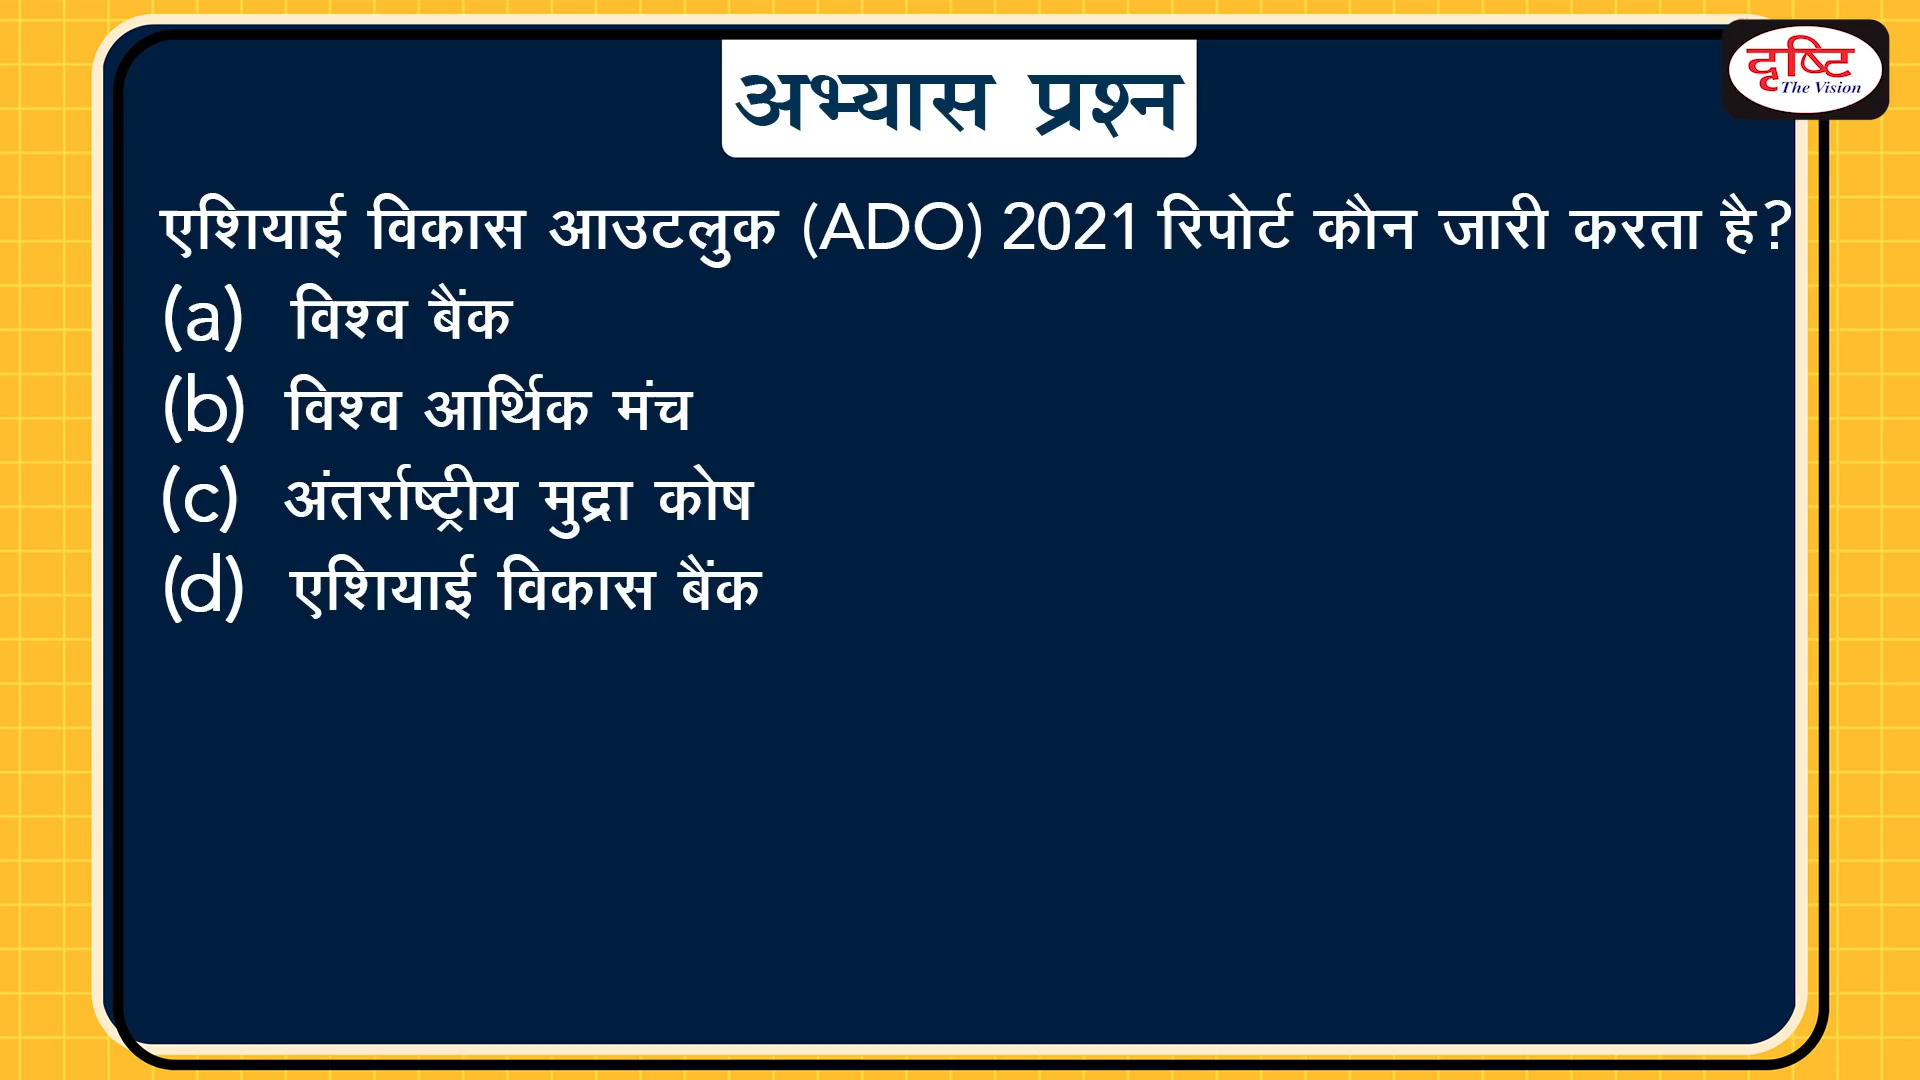 अभ्यास प्रश्न
दृष्टि
The Vision
एशियाई विकास आउटलुक (ADO) 2021 रिपोर्ट कौन जारी करता है?
(a) विश्व बैंक
(b) विश्व आर्थिक मंच
(c) अंतर्राष्ट्रीय मुद्रा कोष
(d) एशियाई विकास बैंक